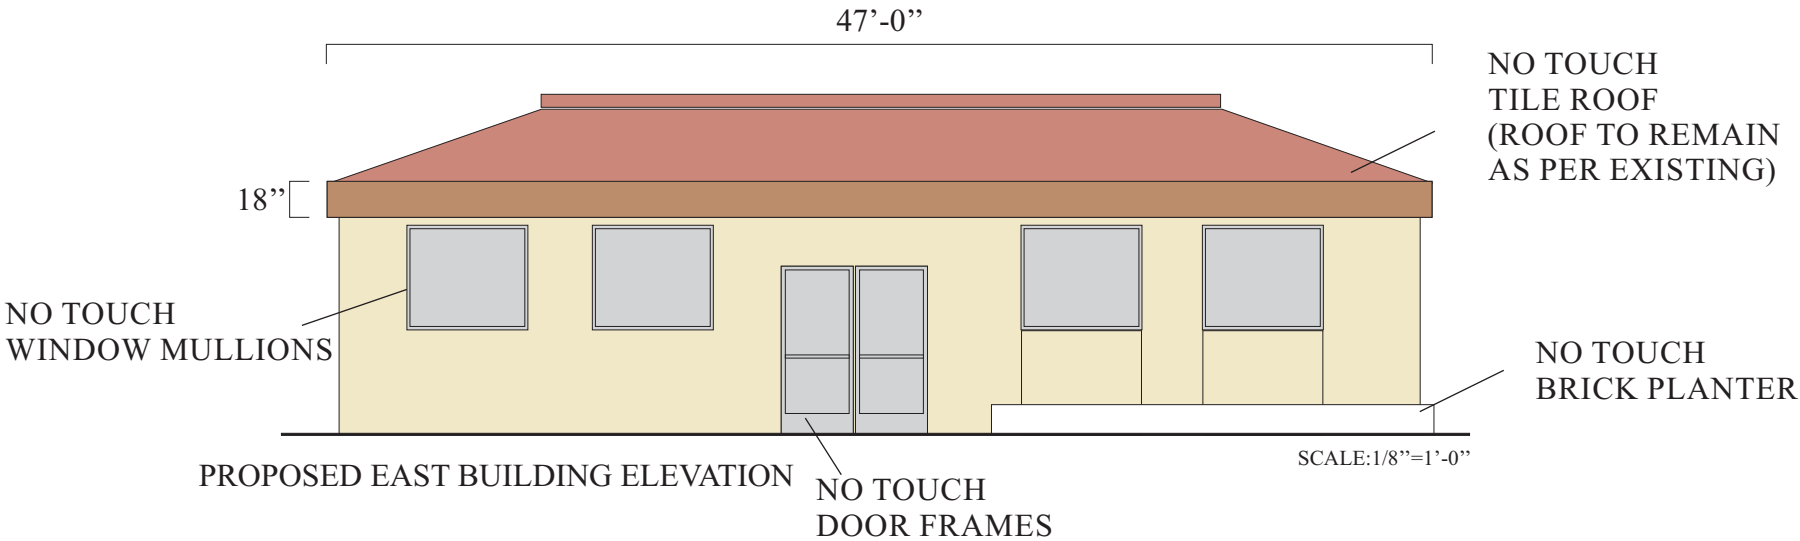 47’-0”
NO TOUCH
TILE ROOF
(ROOF TO REMAIN
AS PER EXISTING)
18”
NO TOUCH
WINDOW MULLIONS
NO TOUCH
BRICK PLANTER
SCALE:1/8”=1’-0”
PROPOSED EAST BUILDING ELEVATION
NO TOUCH
DOOR FRAMES